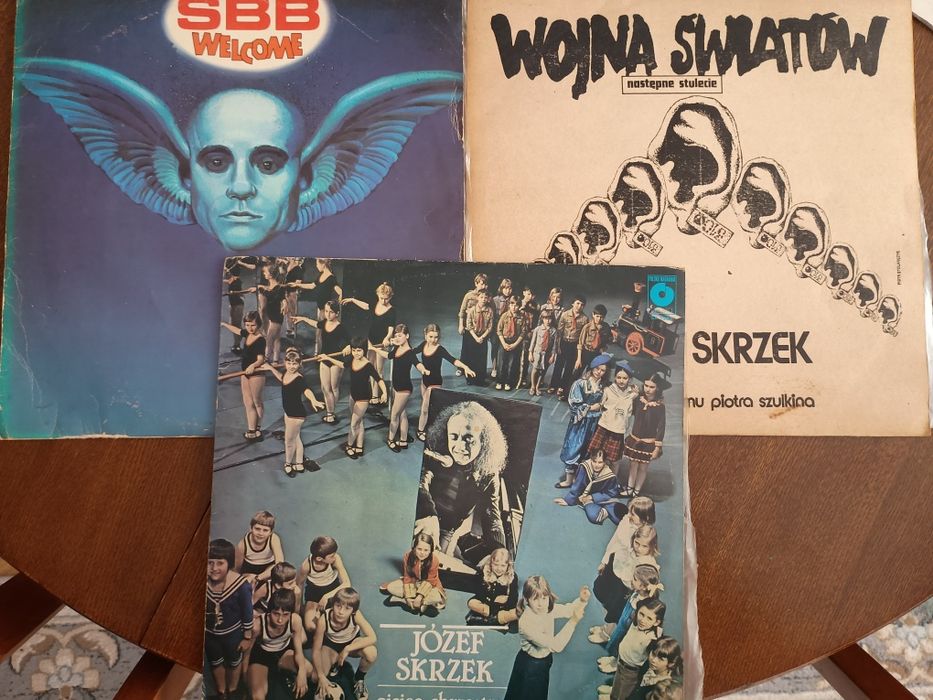 SBB
WELCOME
WOJNA ŚWIATÓW
następne stulecie
SKRZEK
piotra szulkina
JÓZEF
SKRZEK